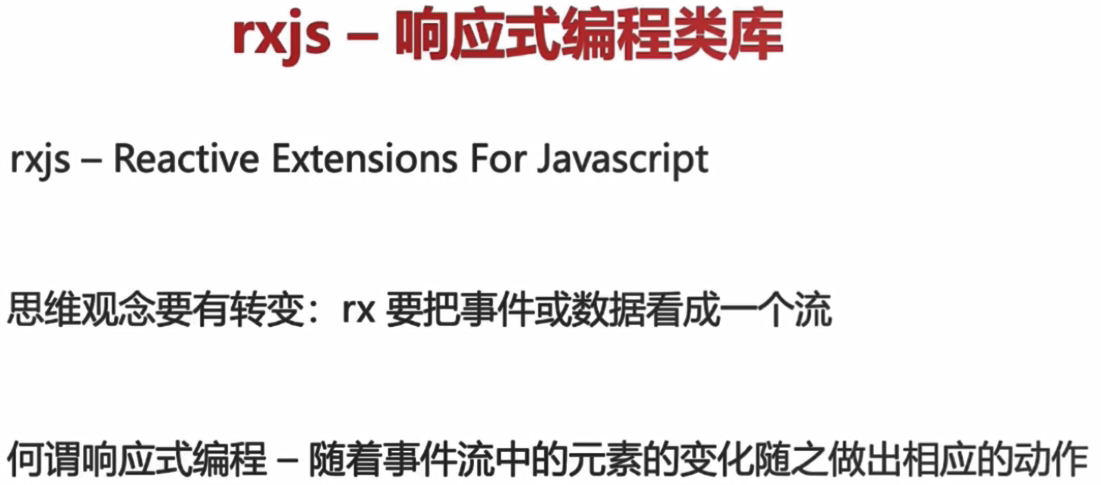 rxjs – 响应式编程类库
rxjs – Reactive Extensions For Javascript
思维观念要有转变：rx 要把事件或数据看成一个流
何谓响应式编程 – 随着事件流中的元素的变化随之做出相应的动作